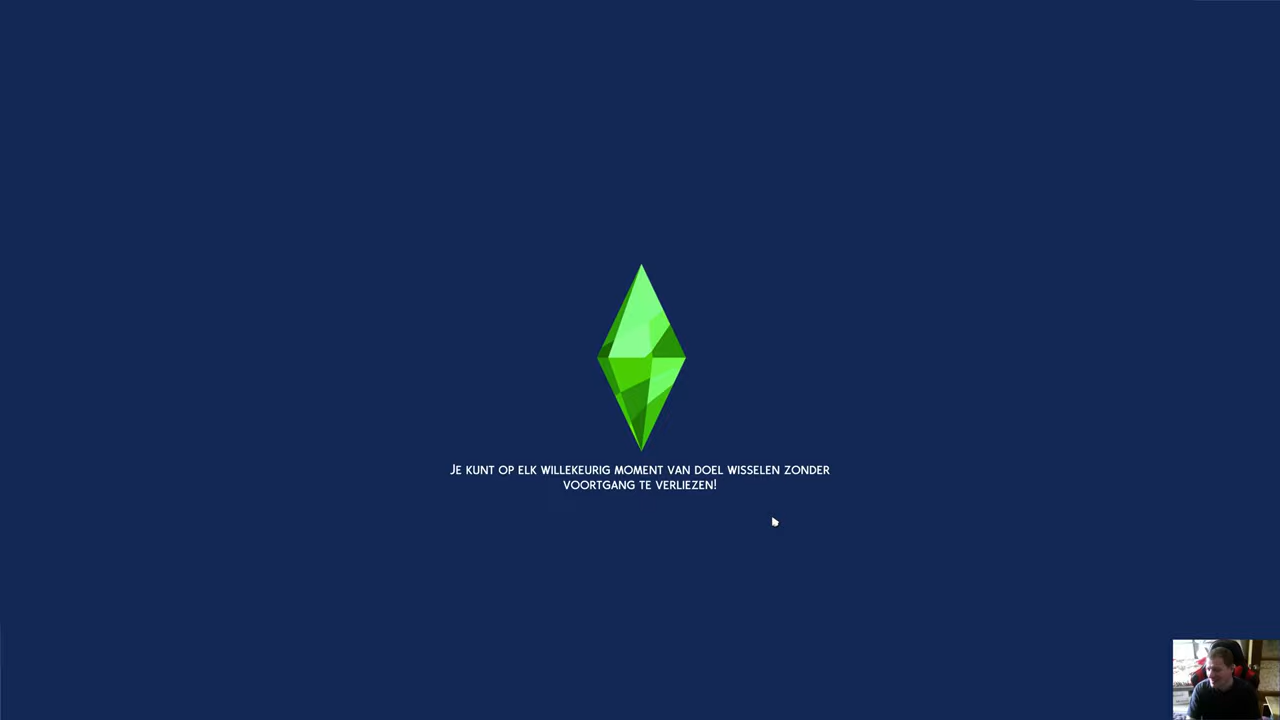 Je kunt op elk willekeurig moment van doel wisselen zonder
voortgang te verliezen!